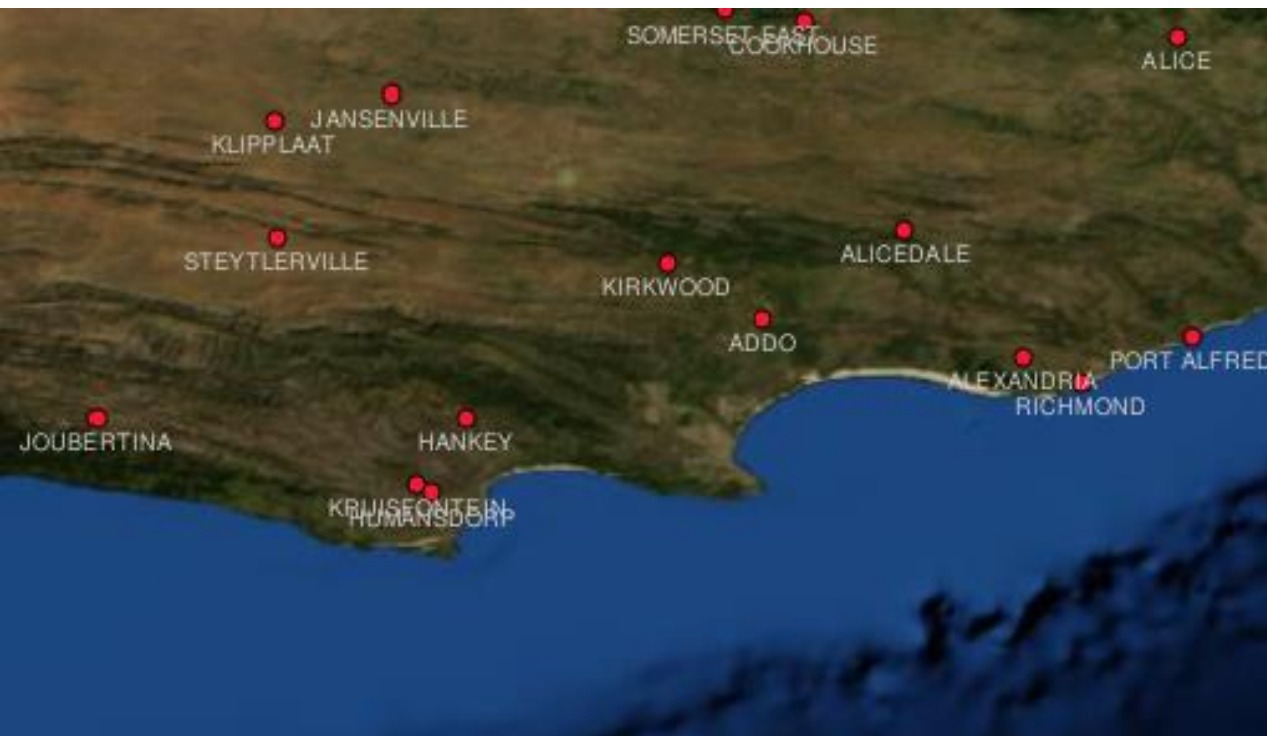 SOMERSET EAST
COOKHOUSE
ALICE
JANSENVILLE
KLIPPLAAT
ALICEDALE
STEYTLERVILLE
KIRKWOOD
ADDO
PORT ALFRED
ALEXANDRIA
RICHMOND
JOUBERTINA
HANKEY
KRUISFONTEIN
HUMANSDORP